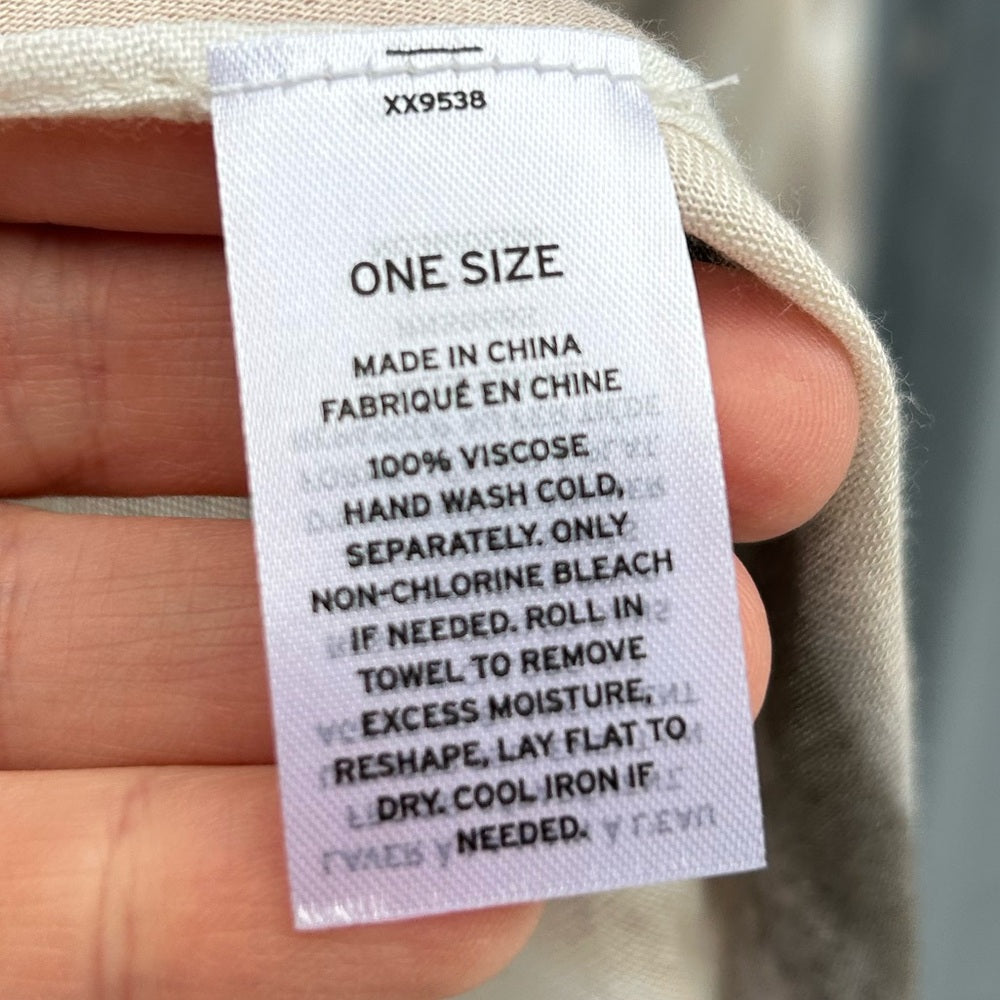 XX9538
ONE SIZE
MADE IN CHINA
FABRIQUÉ EN CHINE
100% VISCOSE
HAND WASH COLD,
SEPARATELY. ONLY
NON-CHLORINE BLEACH
IF NEEDED. ROLL IN
TOWEL TO REMOVE
EXCESS MOISTURE,
RESHAPE, LAY FLAT TO
DRY. COOL IRON IF
NEEDED.